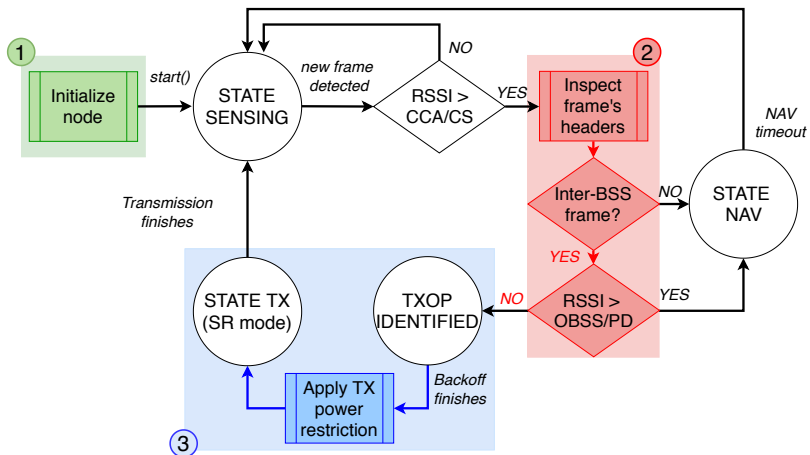 1
Initialize
node
start()
STATE
SENSING
new frame
detected
NO
RSSI >
CCA/CS
YES
2
Inspect
frame's
headers
NAV
timeout
Inter-BSS
frame?
NO
STATE
NAV
YES
RSSI >
OBSS/PD
YES
NO
TXOP
IDENTIFIED
Backoff
finishes
Apply TX
power
restriction
STATE TX
(SR mode)
Transmission
finishes
3